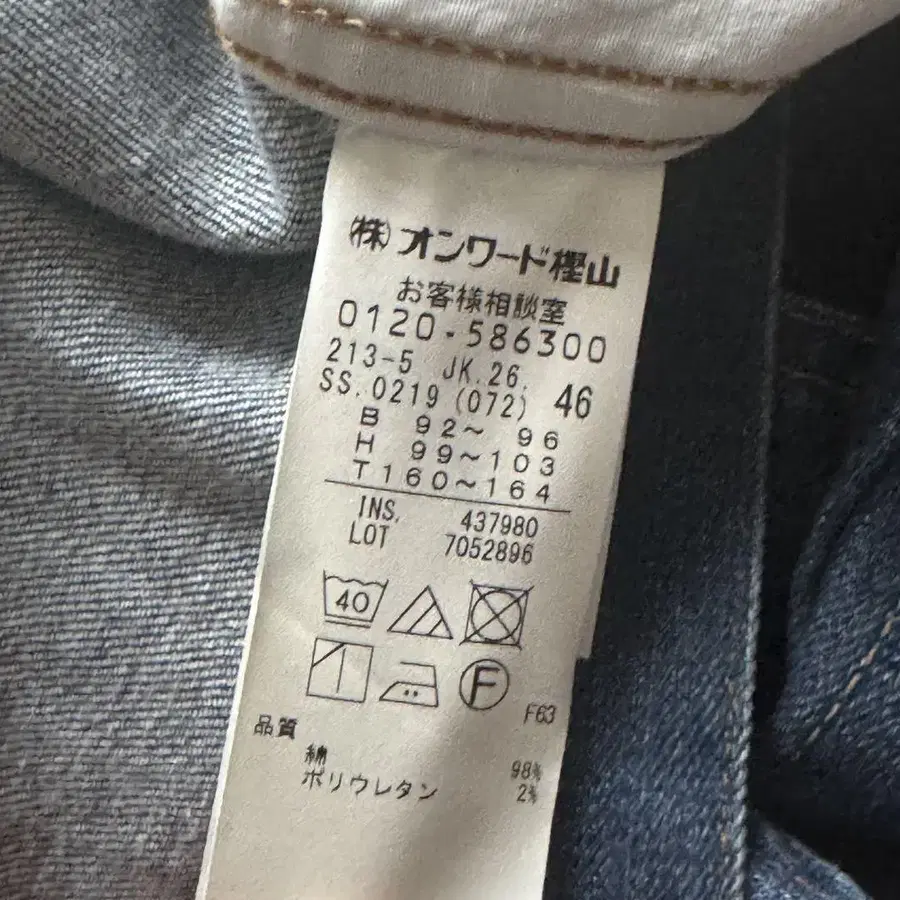 ㈱オンワード樫山
お客様相談室
0120-586300
213-5 JK.26.
SS.0219 (072) 46
B 92～ 96
H 99～103
T 160～164
INS. 437980
LOT 7052896
40
F
F63
品質
綿 98%
ポリウレタン 2%